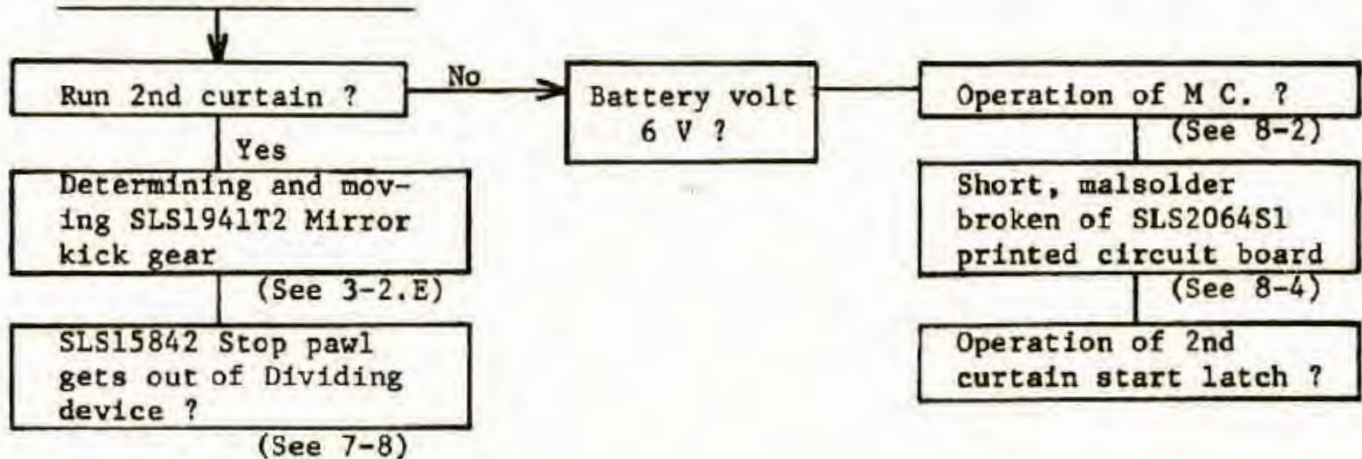 Run 2nd curtain ?
No
Battery volt
6 V ?
Operation of M C. ?
(See 8-2)
Yes
Determining and mov-
ing SLS1941T2 Mirror
kick gear
(See 3-2.E)
Short, malsolder
broken of SLS2064S1
printed circuit board
(See 8-4)
SLS15842 Stop pawl
gets out of Dividing
device ?
(See 7-8)
Operation of 2nd
curtain start latch ?